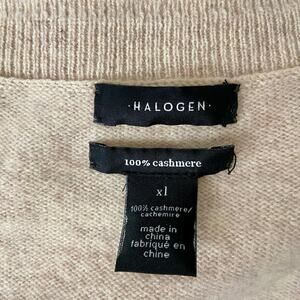 ·HALOGEN·
100% cashmere
xl
100% cashmere/
cachemire
made in
china
fabriqué en
chine